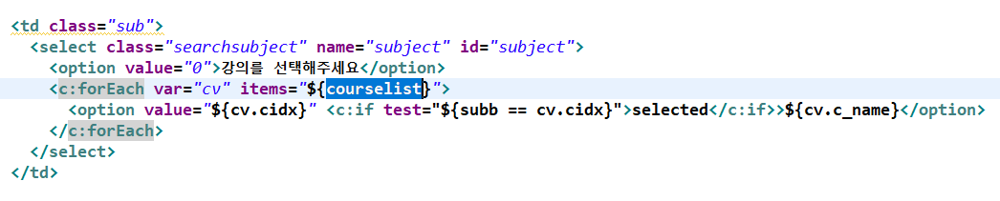 <td class="sub">
<select class="searchsubject" name="subject" id="subject">
<option value="0">강의를 선택해주세요</option>
<c:forEach var="cv" items="${courselist}">
<option value="${cv.cidx}" <c:if test="${subb == cv.cidx}">selected</c:if>>${cv.c_name}</option>
</c:forEach>
</select>
</td>